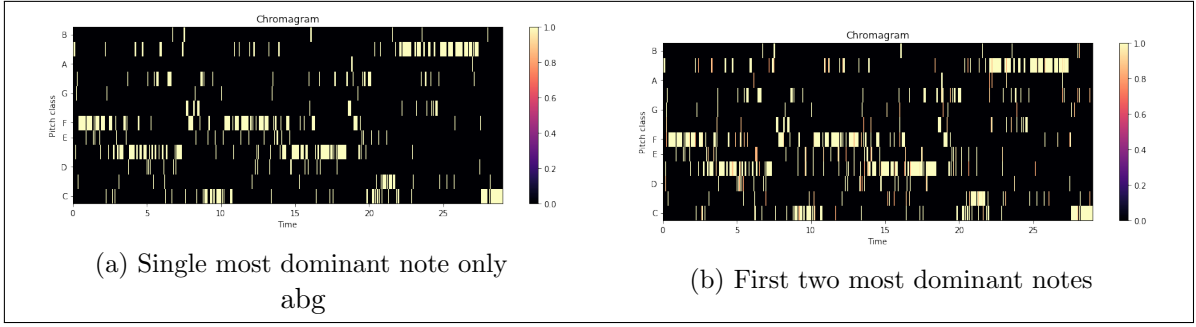 Chromagram
B
A
G
F
E
D
C
Pitch class
0
5
10
15
20
25
Time
1.0
0.8
0.6
0.4
0.2
0.0
(a) Single most dominant note only
abg
Chromagram
B
A
G
F
E
D
C
Pitch class
0
5
10
15
20
25
Time
1.0
0.8
0.6
0.4
0.2
0.0
(b) First two most dominant notes